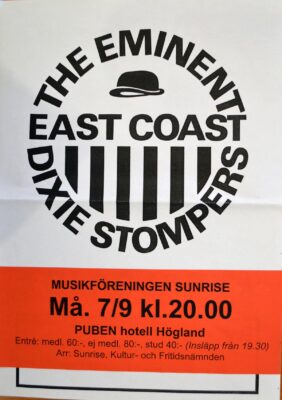 THE EMINENT
EAST COAST
DIXIE STOMPERS
MUSIKFÖRENINGEN SUNRISE
Må. 7/9 kl.20.00
PUBEN hotell Högland
Entré: medl. 60:-, ej medl. 80:-, stud 40:- (Insläpp från 19.30)
Arr: Sunrise, Kultur- och Fritidsnämnden